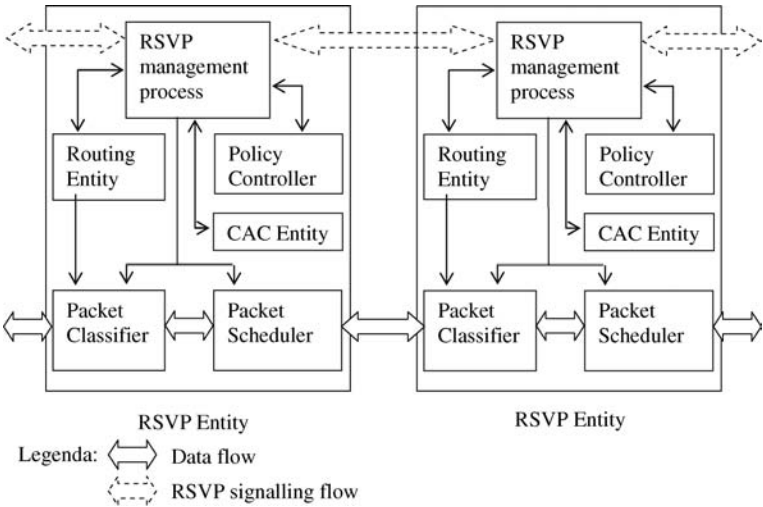 RSVP
management
process
Routing
Entity
Policy
Controller
CAC Entity
Packet
Classifier
Packet
Scheduler
RSVP
management
process
Routing
Entity
Policy
Controller
CAC Entity
Packet
Classifier
Packet
Scheduler
RSVP Entity
RSVP Entity
Legenda:
Data flow
RSVP signalling flow